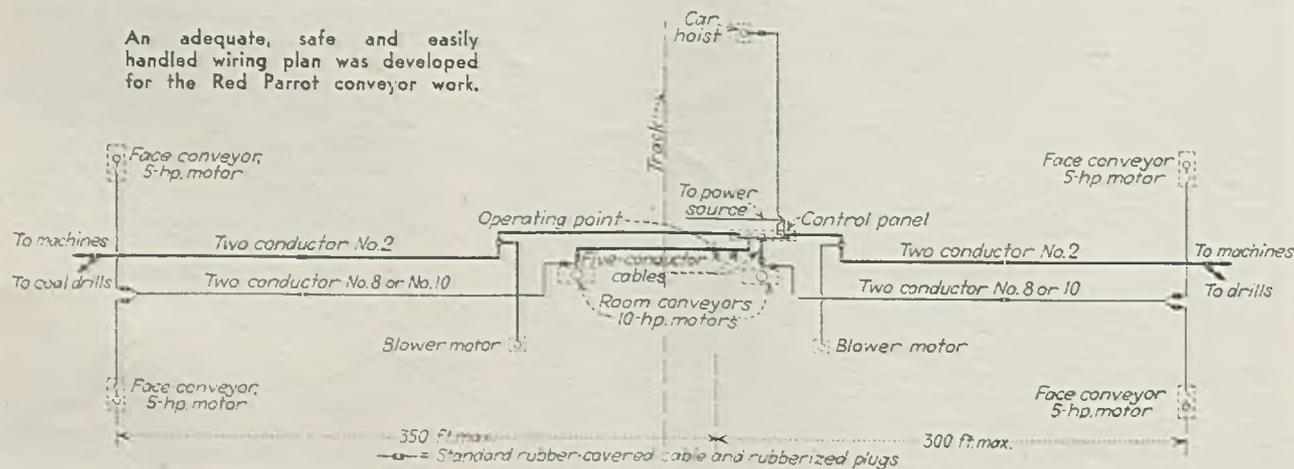 An adequate, safe and easily
handled wiring plan was developed
for the Red Parrot conveyor work.
Car
hoist
Track
Face conveyor,
5-hp. motor
Face conveyor
5-hp. motor
To power
source
Operating point
Control panel
To machines
Two conductor No.2
Two conductor No.2
To machines
Five-conductor
cables
To coal drills
Two conductor No.8 or No.10
Two conductor No.8 or 10
To drills
Room conveyors
10-hp. motors
Blower motor
Blower motor
Face conveyor,
5-hp. motor
Face conveyor
5-hp. motor
350 ft. max.
300 ft. max.
= Standard rubber-covered cable and rubberized plugs